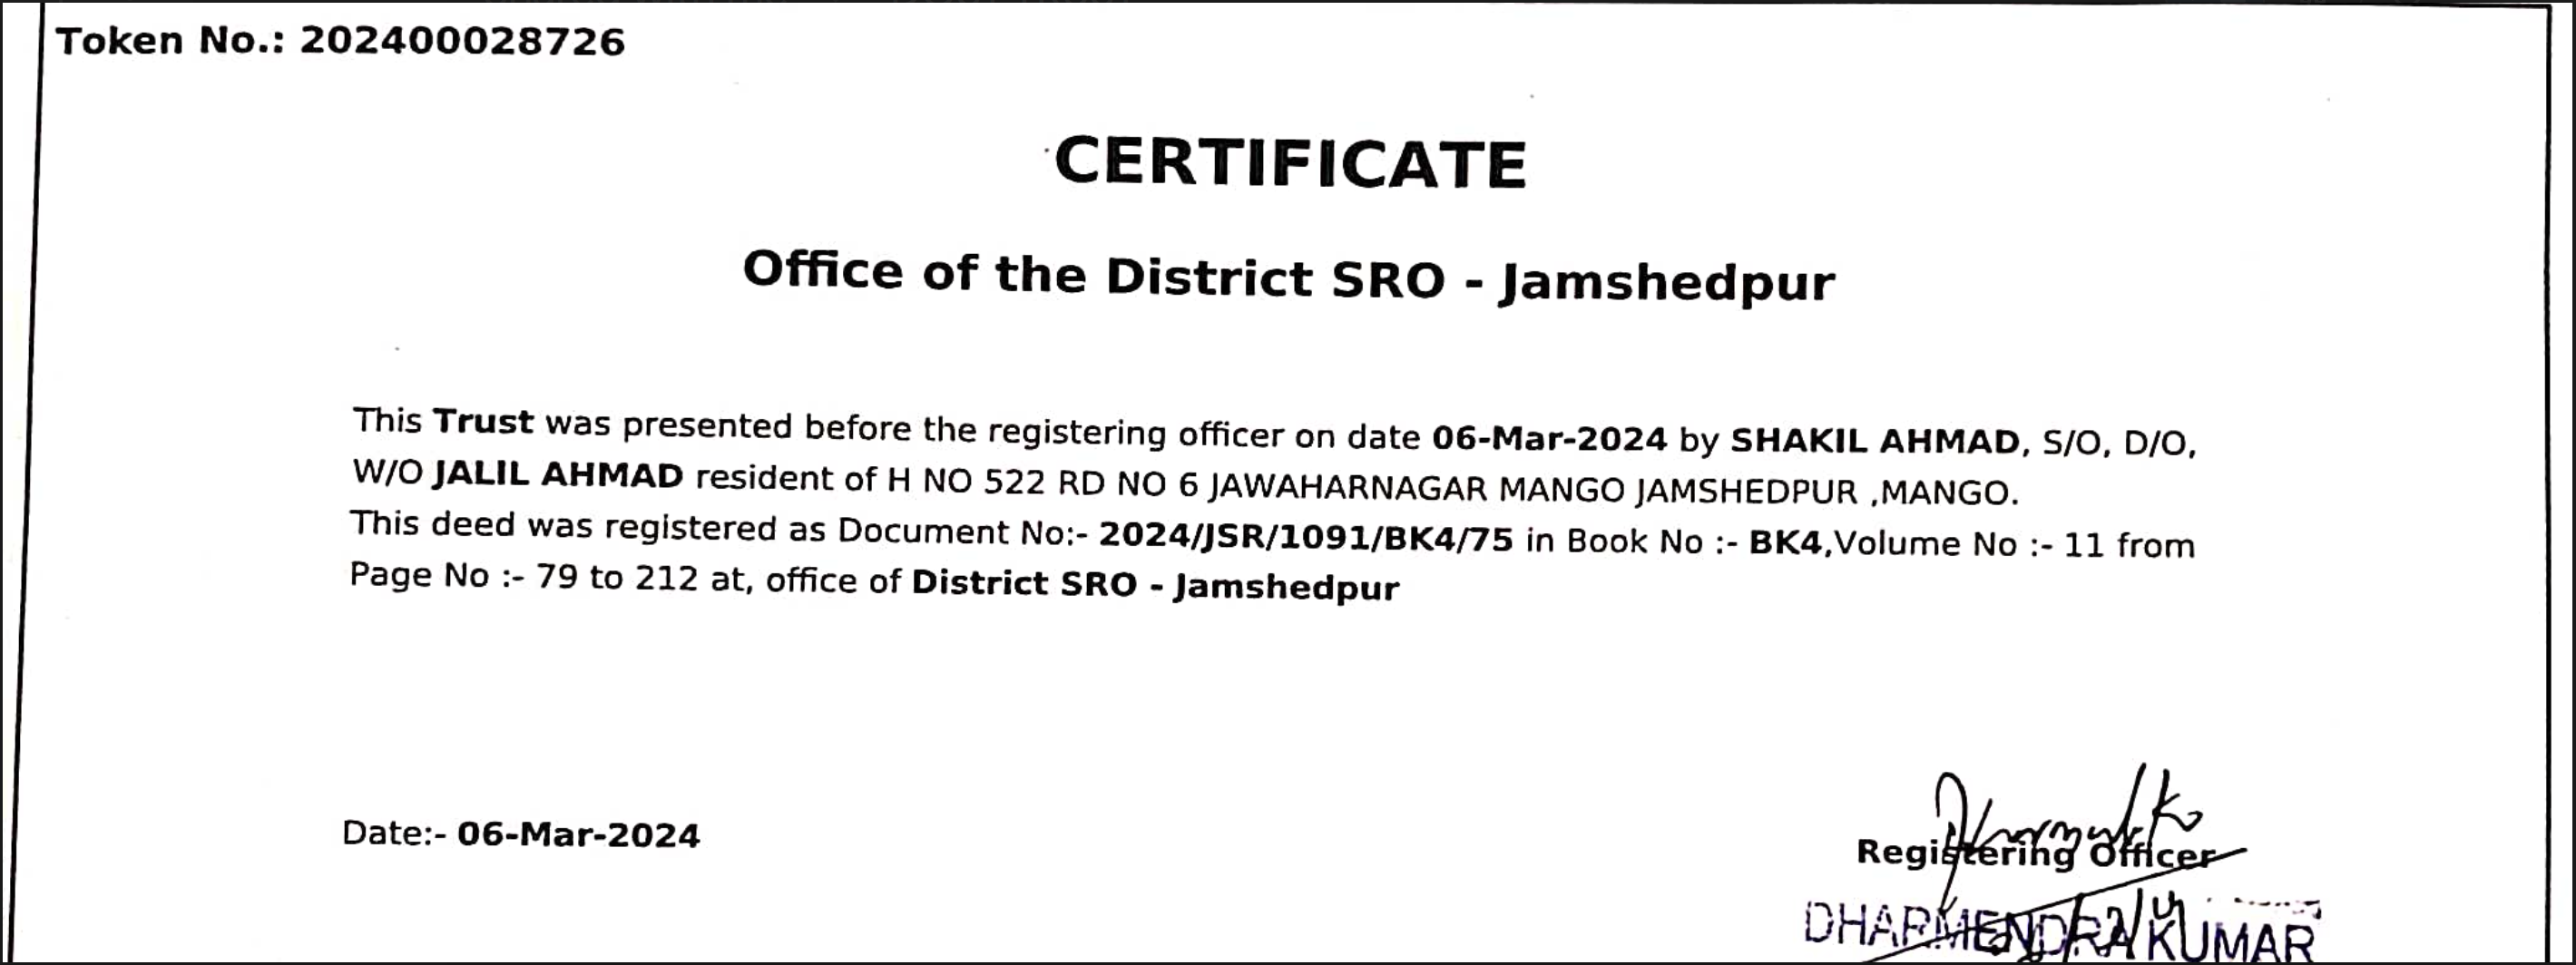 Token No.: 202400028726
CERTIFICATE
Office of the District SRO - Jamshedpur
This Trust was presented before the registering officer on date 06-Mar-2024 by SHAKIL AHMAD, S/O, D/O,
W/O JALIL AHMAD resident of H NO 522 RD NO 6 JAWAHARNAGAR MANGO JAMSHEDPUR ,MANGO.
This deed was registered as Document No:- 2024/JSR/1091/BK4/75 in Book No :- BK4,Volume No :- 11 from
Page No :- 79 to 212 at, office of District SRO - Jamshedpur
Date:- 06-Mar-2024
Registering Officer
DHARMENDRA KUMAR